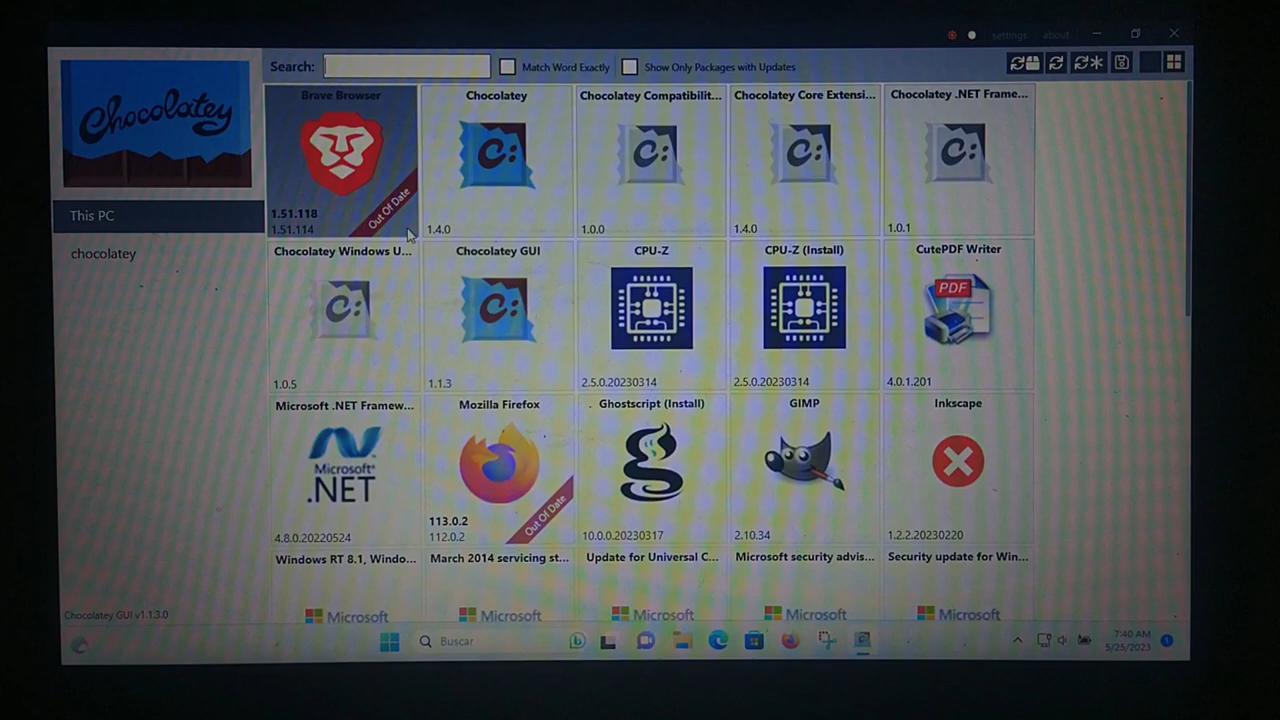 settings about
Search: Match Word Exactly Show Only Packages with Updates
Chocolatey
This PC
chocolatey
Brave Browser
Out Of Date
1.51.118
1.51.114
Chocolatey
1.4.0
Chocolatey Compatibilit...
1.0.0
Chocolatey Core Extensi...
1.4.0
Chocolatey .NET Frame...
1.0.1
Chocolatey Windows U...
1.0.5
Chocolatey GUI
1.1.3
CPU-Z
2.5.0.20230314
CPU-Z (Install)
2.5.0.20230314
CutePDF Writer
PDF
4.0.1.201
Microsoft .NET Framew...
Microsoft
.NET
4.8.0.20220524
Mozilla Firefox
Out Of Date
113.0.2
112.0.2
Ghostscript (Install)
10.0.0.20230317
GIMP
2.10.34
Inkscape
1.2.2.20230220
Windows RT 8.1, Windo...
Microsoft
March 2014 servicing st...
Microsoft
Update for Universal C...
Microsoft
Microsoft security advis...
Microsoft
Security update for Win...
Microsoft
Chocolatey GUI v1.1.3.0
Buscar
7:40 AM
5/25/2023
1